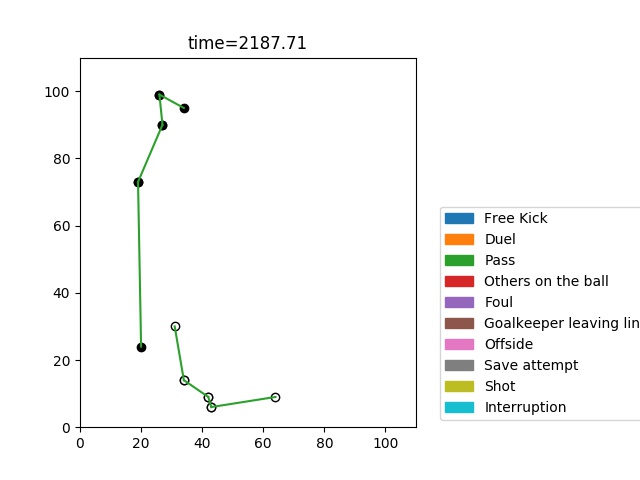 time=2187.71
100
80
60
40
20
0
0 20 40 60 80 100
Free Kick
Duel
Pass
Others on the ball
Foul
Goalkeeper leaving lin
Offside
Save attempt
Shot
Interruption